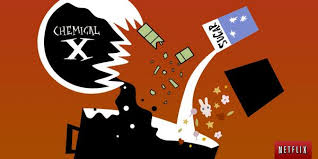 CHEMICAL
X
SUGAR
NETFLIX